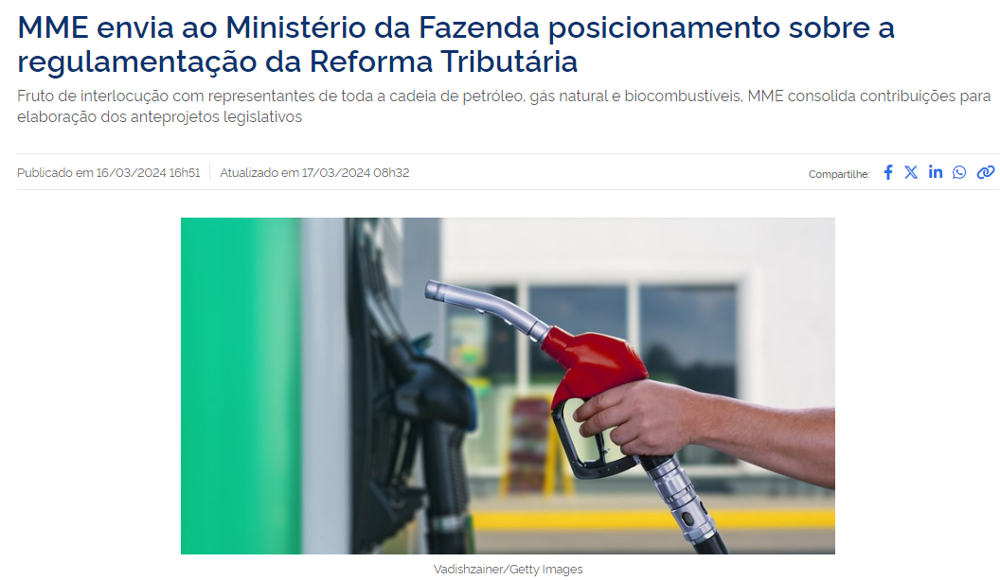 MME envia ao Ministério da Fazenda posicionamento sobre a
regulamentação da Reforma Tributária
Fruto de interlocução com representantes de toda a cadeia de petróleo, gás natural e biocombustíveis, MME consolida contribuições para
elaboração dos anteprojetos legislativos
Publicado em 16/03/2024 16h51 Atualizado em 17/03/2024 08h32 Compartilhe:
Vadishzainer/Getty Images